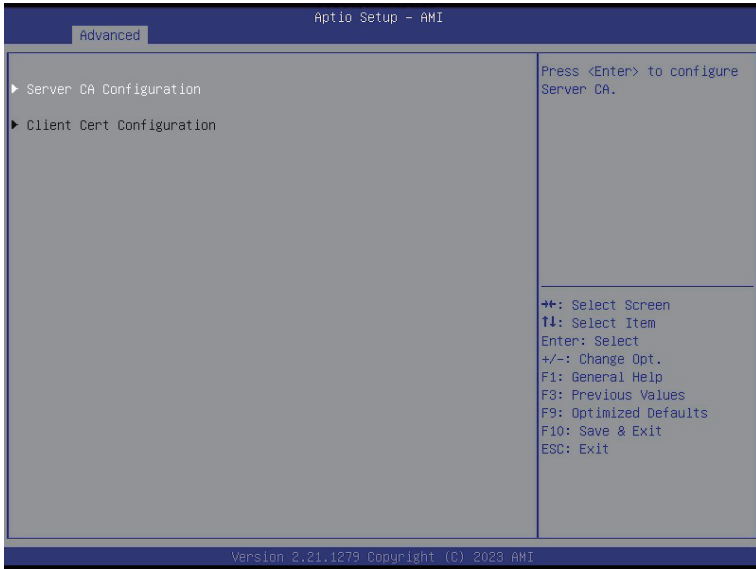 Aptio Setup - AMI
Advanced
▶ Server CA Configuration
▶ Client Cert Configuration
Press <Enter> to configure
Server CA.
→←: Select Screen
↑↓: Select Item
Enter: Select
+/-: Change Opt.
F1: General Help
F3: Previous Values
F9: Optimized Defaults
F10: Save & Exit
ESC: Exit
Version 2.21.1279 Copyright (C) 2023 AMI